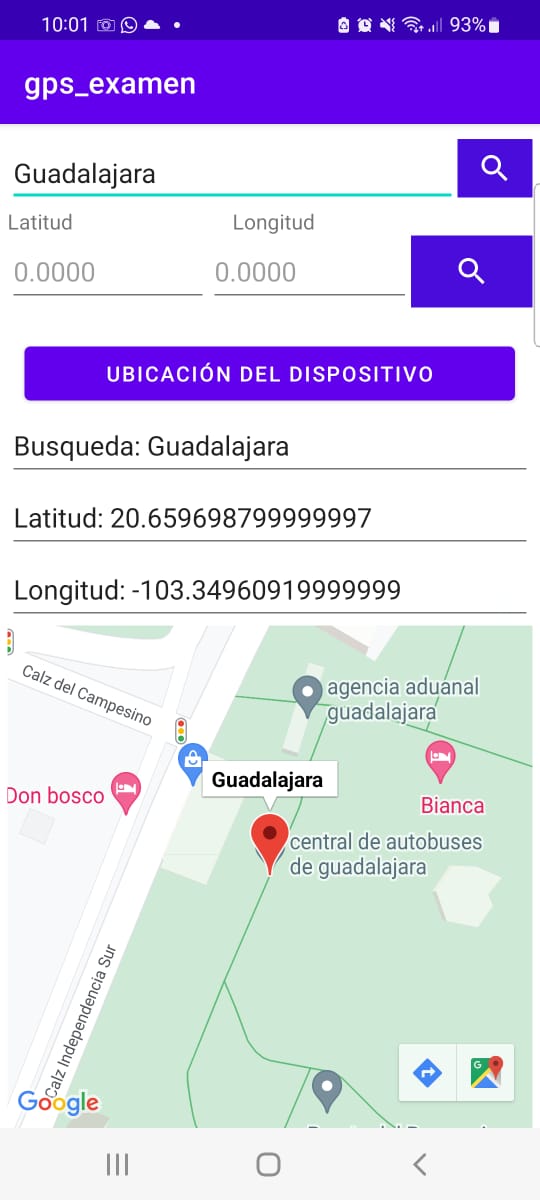 10:01
93%
gps_examen
Guadalajara
Latitud
Longitud
0.0000
0.0000
UBICACIÓN DEL DISPOSITIVO
Busqueda: Guadalajara
Latitud: 20.659698799999997
Longitud: -103.34960919999999
Calz del Campesino
agencia aduanal
guadalajara
Guadalajara
Don bosco
Bianca
central de autobuses
de guadalajara
Calz Independencia Sur
Google